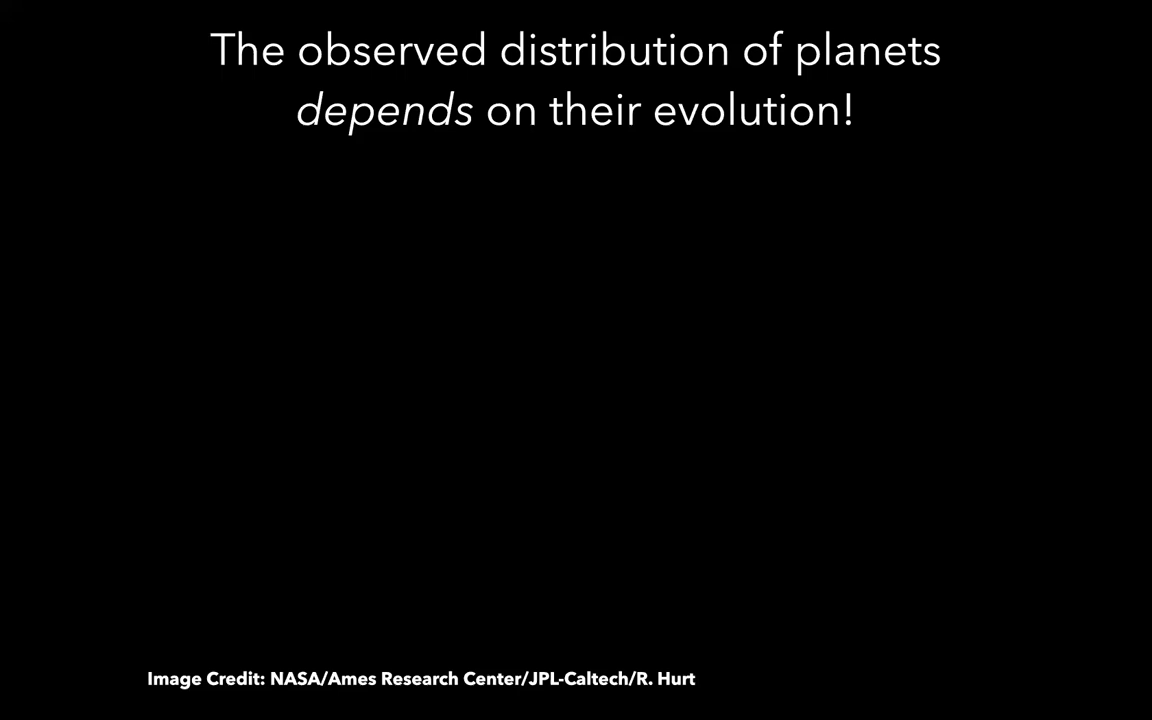 The observed distribution of planets
depends on their evolution!
Image Credit: NASA/Ames Research Center/JPL-Caltech/R. Hurt